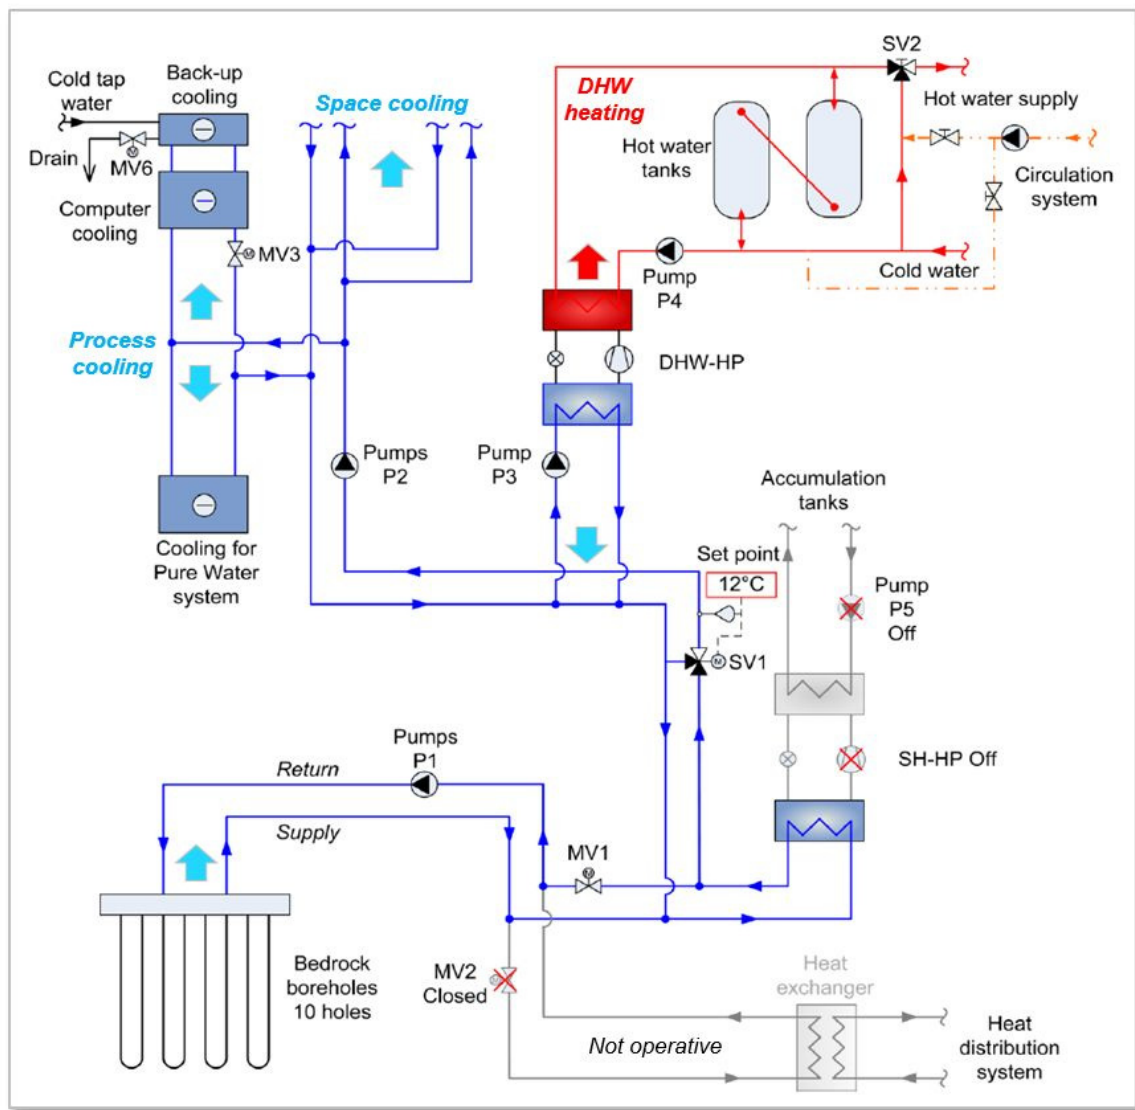 Cold tap
water
Back-up
cooling
Space cooling
DHW
heating
SV2
Hot water supply
Hot water
tanks
Drain
MV6
Computer
cooling
MV3
Circulation
system
Pump
P4
Cold water
Process
cooling
DHW-HP
Pumps
P2
Pump
P3
Accumulation
tanks
Cooling for
Pure Water
system
Set point
12°C
Pump
P5
Off
M
SV1
Pumps
P1
Return
Supply
SH-HP Off
MV1
Bedrock
boreholes
10 holes
MV2
Closed
Heat
exchanger
Not operative
Heat
distribution
system